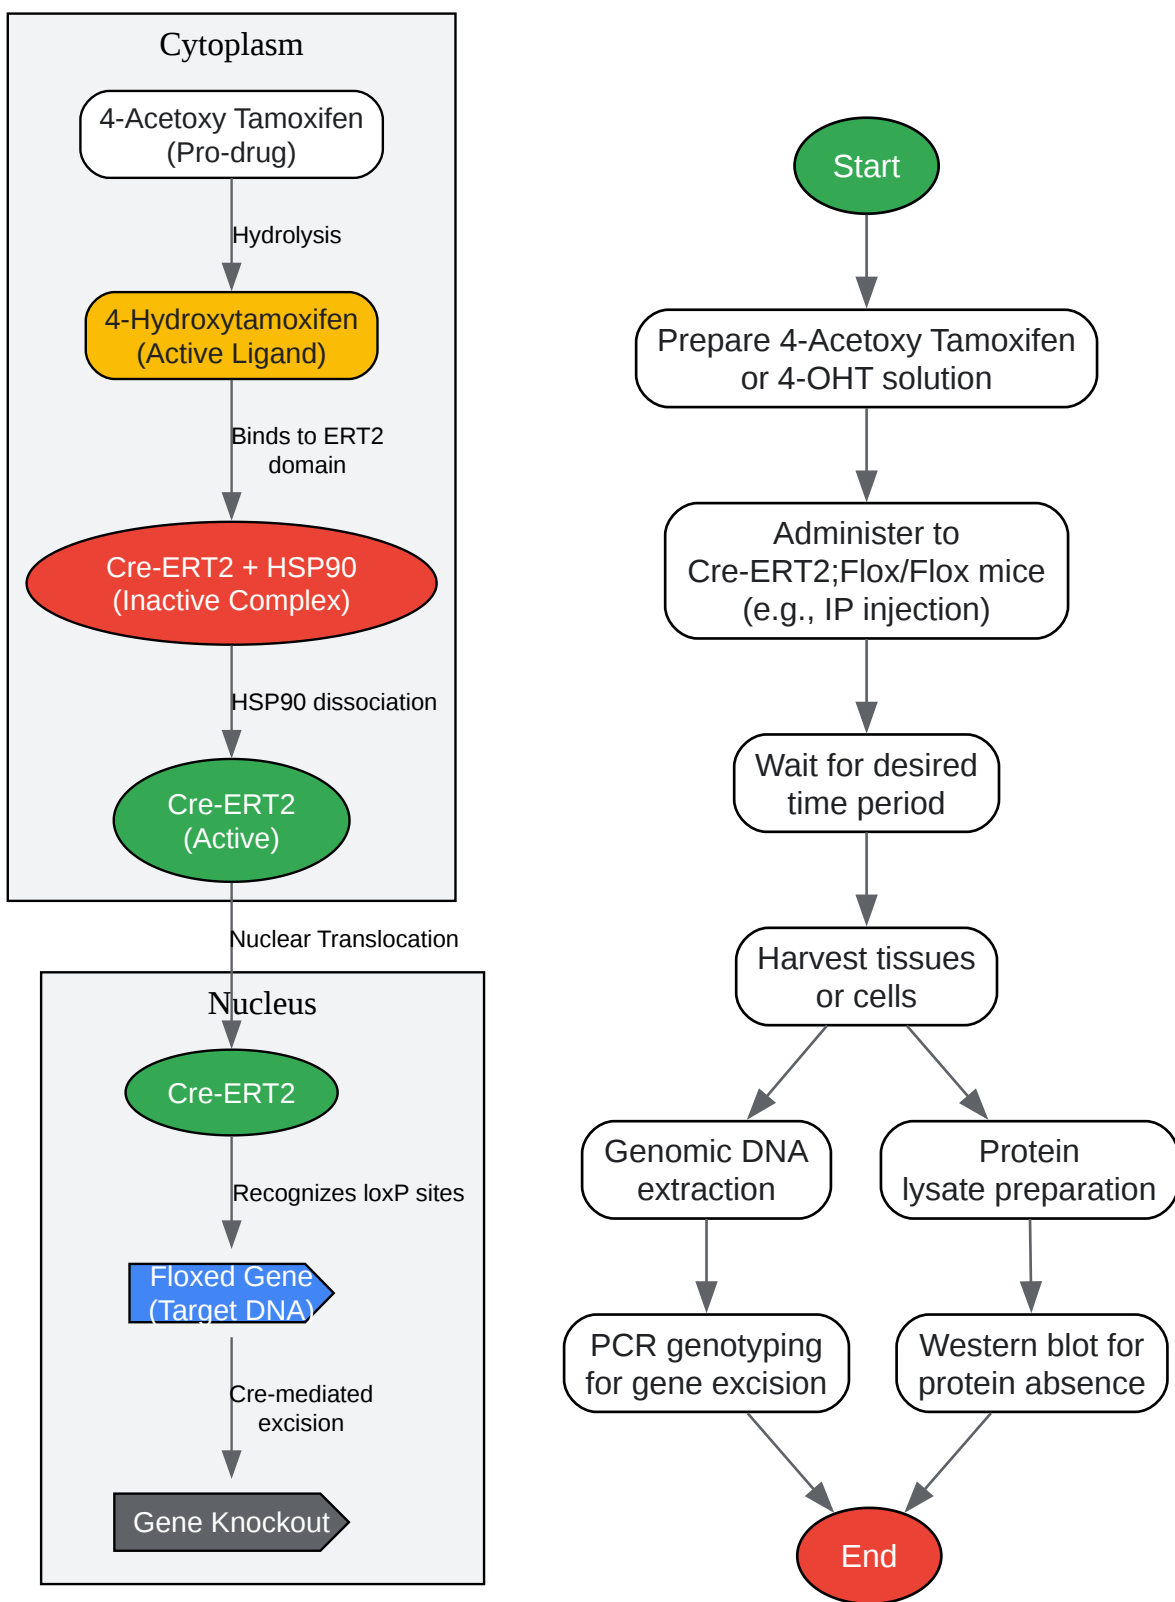 Cytoplasm
4-Acetoxy Tamoxifen
(Pro-drug)
Hydrolysis
4-Hydroxytamoxifen
(Active Ligand)
Binds to ERT2
domain
Cre-ERT2 + HSP90
(Inactive Complex)
HSP90 dissociation
Cre-ERT2
(Active)
Nuclear Translocation
Nucleus
Cre-ERT2
Recognizes loxP sites
Floxed Gene
(Target DNA)
Cre-mediated
excision
Gene Knockout
Start
Prepare 4-Acetoxy Tamoxifen
or 4-OHT solution
Administer to
Cre-ERT2;Flox/Flox mice
(e.g., IP injection)
Wait for desired
time period
Harvest tissues
or cells
Genomic DNA
extraction
Protein
lysate preparation
PCR genotyping
for gene excision
Western blot for
protein absence
End